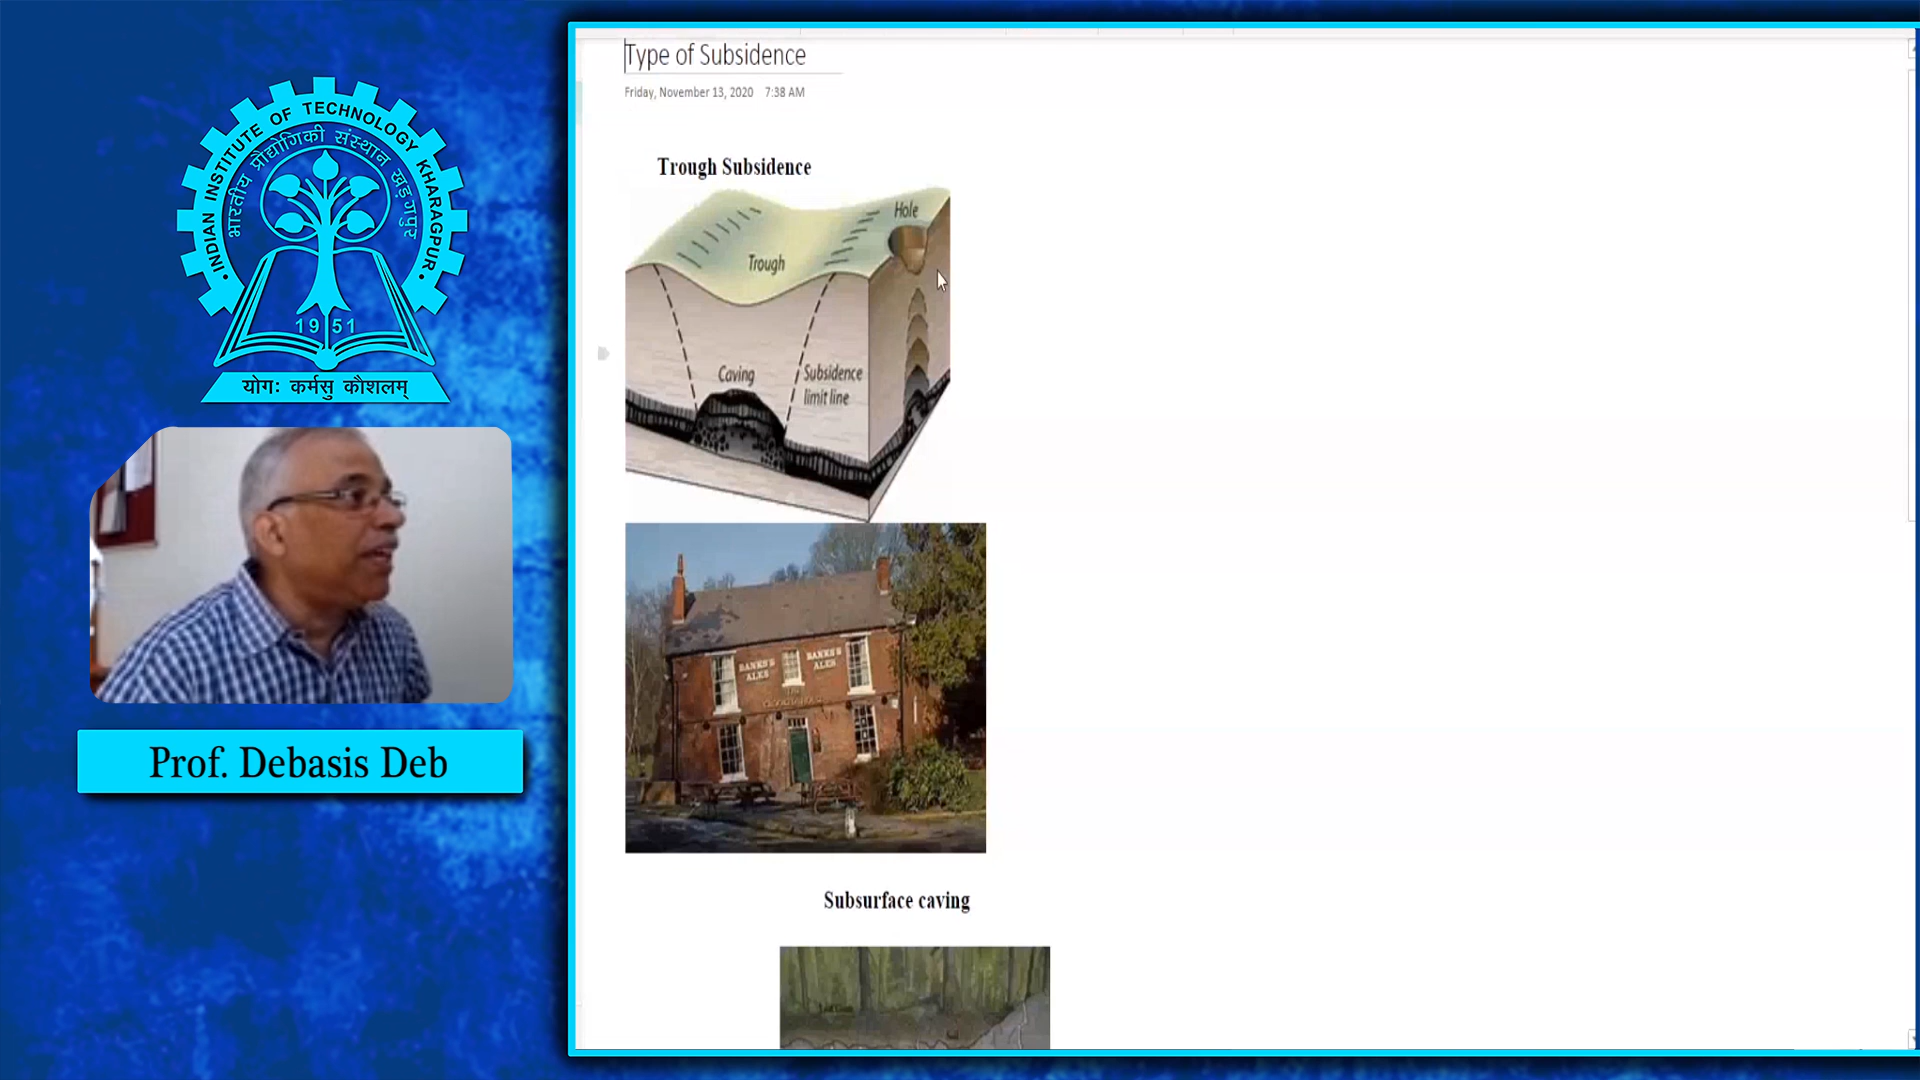 INDIAN INSTITUTE OF TECHNOLOGY KHARAGPUR
भारतीय प्रौद्योगिकी संस्थान खड़गपुर
1951
योगः कर्मसु कौशलम्
Prof. Debasis Deb
Type of Subsidence
Friday, November 13, 2020 7:38 AM
Trough Subsidence
Hole
Trough
Caving
Subsidence
limit line
BANKS'S
ALES
BANKS'S
ALES
Subsurface caving